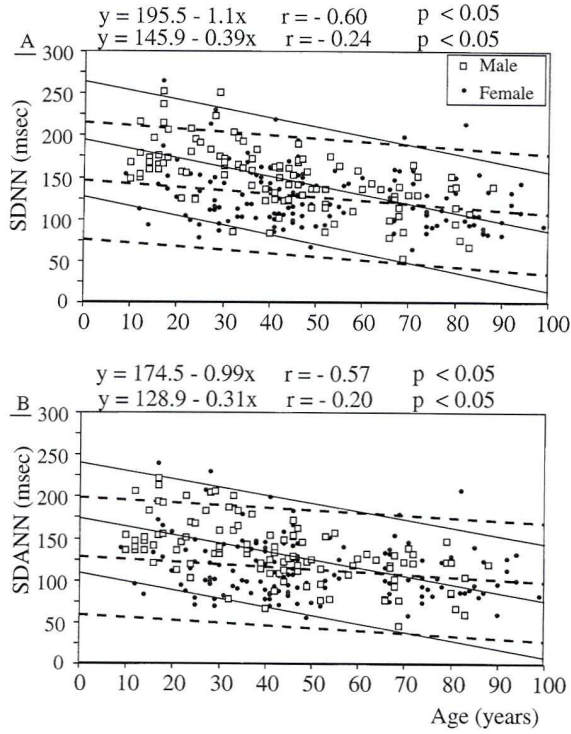 y = 195.5 - 1.1x r = - 0.60 p < 0.05
A y = 145.9 - 0.39x r = - 0.24 p < 0.05
300
250
200
150
100
50
0
SDNN (msec)
Male
Female
0 10 20 30 40 50 60 70 80 90 100
y = 174.5 - 0.99x r = - 0.57 p < 0.05
B y = 128.9 - 0.31x r = - 0.20 p < 0.05
300
250
200
150
100
50
0
SDANN (msec)
0 10 20 30 40 50 60 70 80 90 100
Age (years)